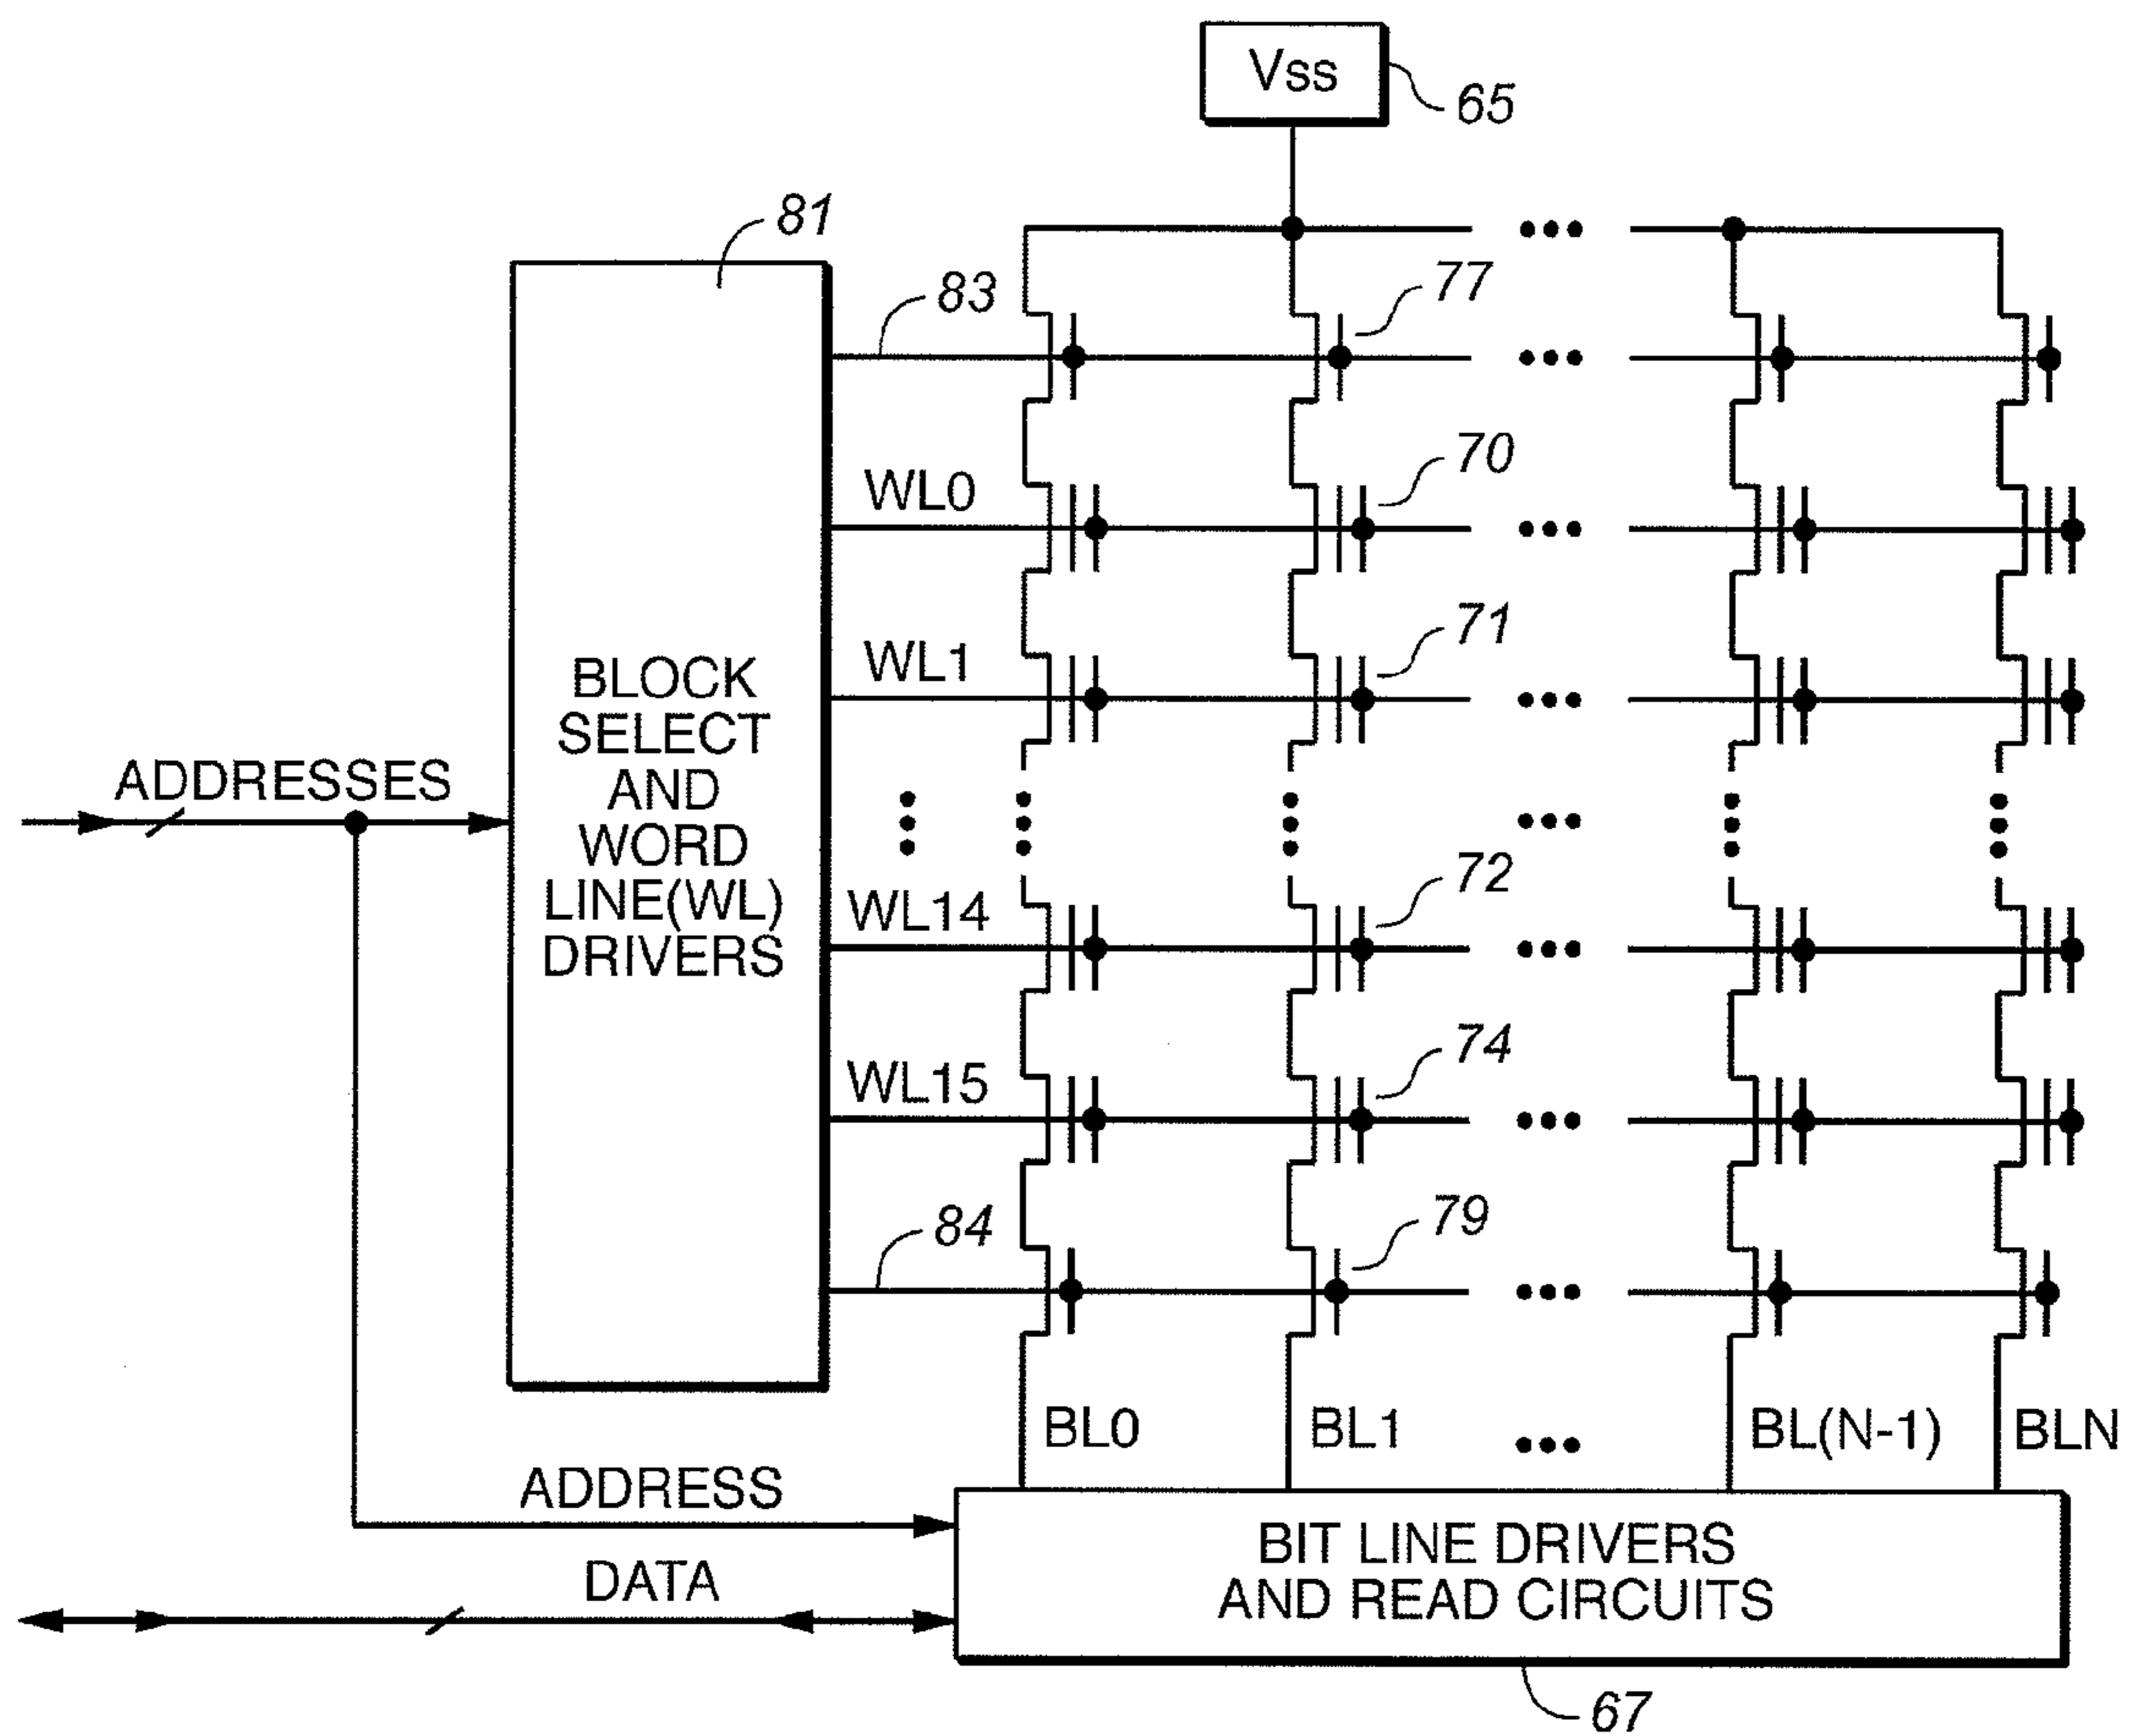 Vss
65
81
83
77
WL0
70
WL1
71
BLOCK
SELECT
AND
WORD
LINE(WL)
DRIVERS
ADDRESSES
WL14
72
WL15
74
84
79
BL0
BL1
BL(N-1)
BLN
ADDRESS
DATA
BIT LINE DRIVERS
AND READ CIRCUITS
67